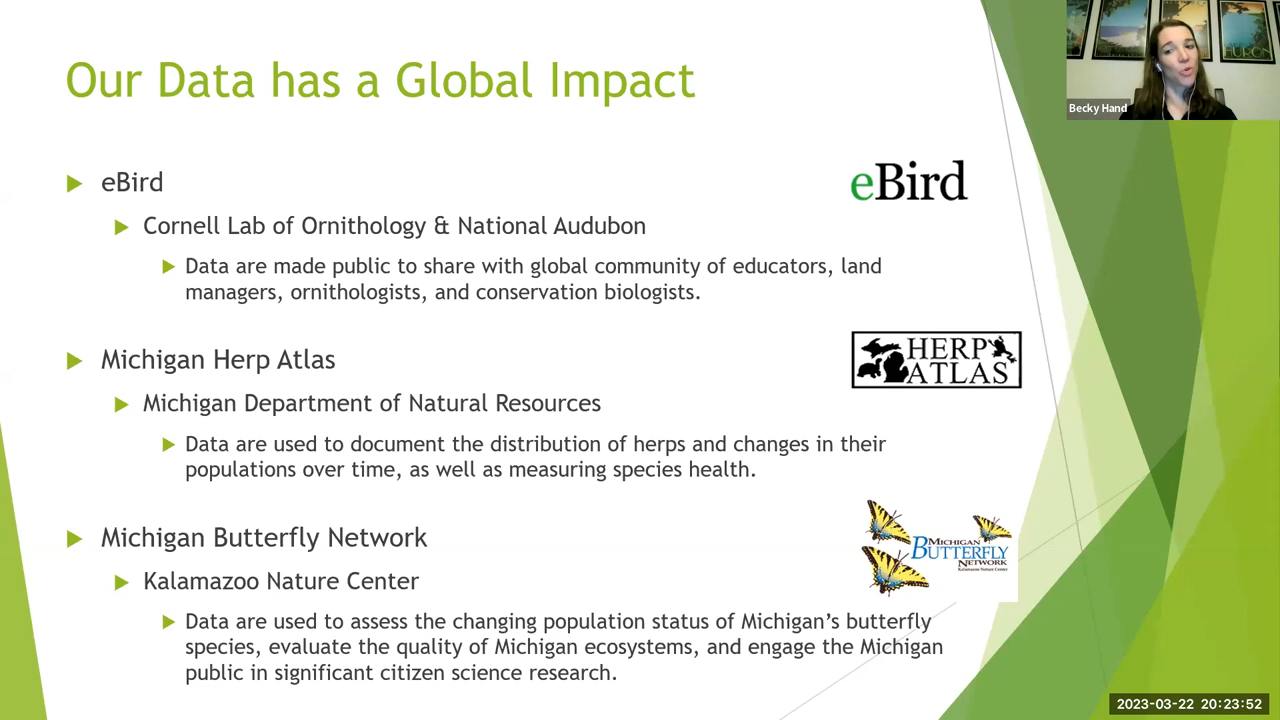 Our Data has a Global Impact
HURON
Becky Hand
eBird
eBird
Cornell Lab of Ornithology & National Audubon
Data are made public to share with global community of educators, land
managers, ornithologists, and conservation biologists.
Michigan Herp Atlas
HERP
ATLAS
Michigan Department of Natural Resources
Data are used to document the distribution of herps and changes in their
populations over time, as well as measuring species health.
Michigan Butterfly Network
MICHIGAN
BUTTERFLY
NETWORK
Kalamazoo Nature Center
Kalamazoo Nature Center
Data are used to assess the changing population status of Michigan’s butterfly
species, evaluate the quality of Michigan ecosystems, and engage the Michigan
public in significant citizen science research.
2023-03-22 20:23:52